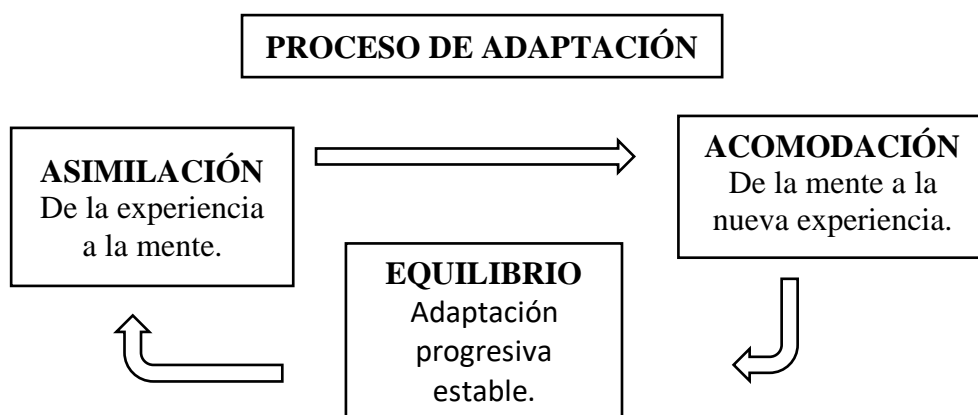 PROCESO DE ADAPTACIÓN
ASIMILACIÓN
De la experiencia
a la mente.
ACOMODACIÓN
De la mente a la
nueva experiencia.
EQUILIBRIO
Adaptación
progresiva
estable.